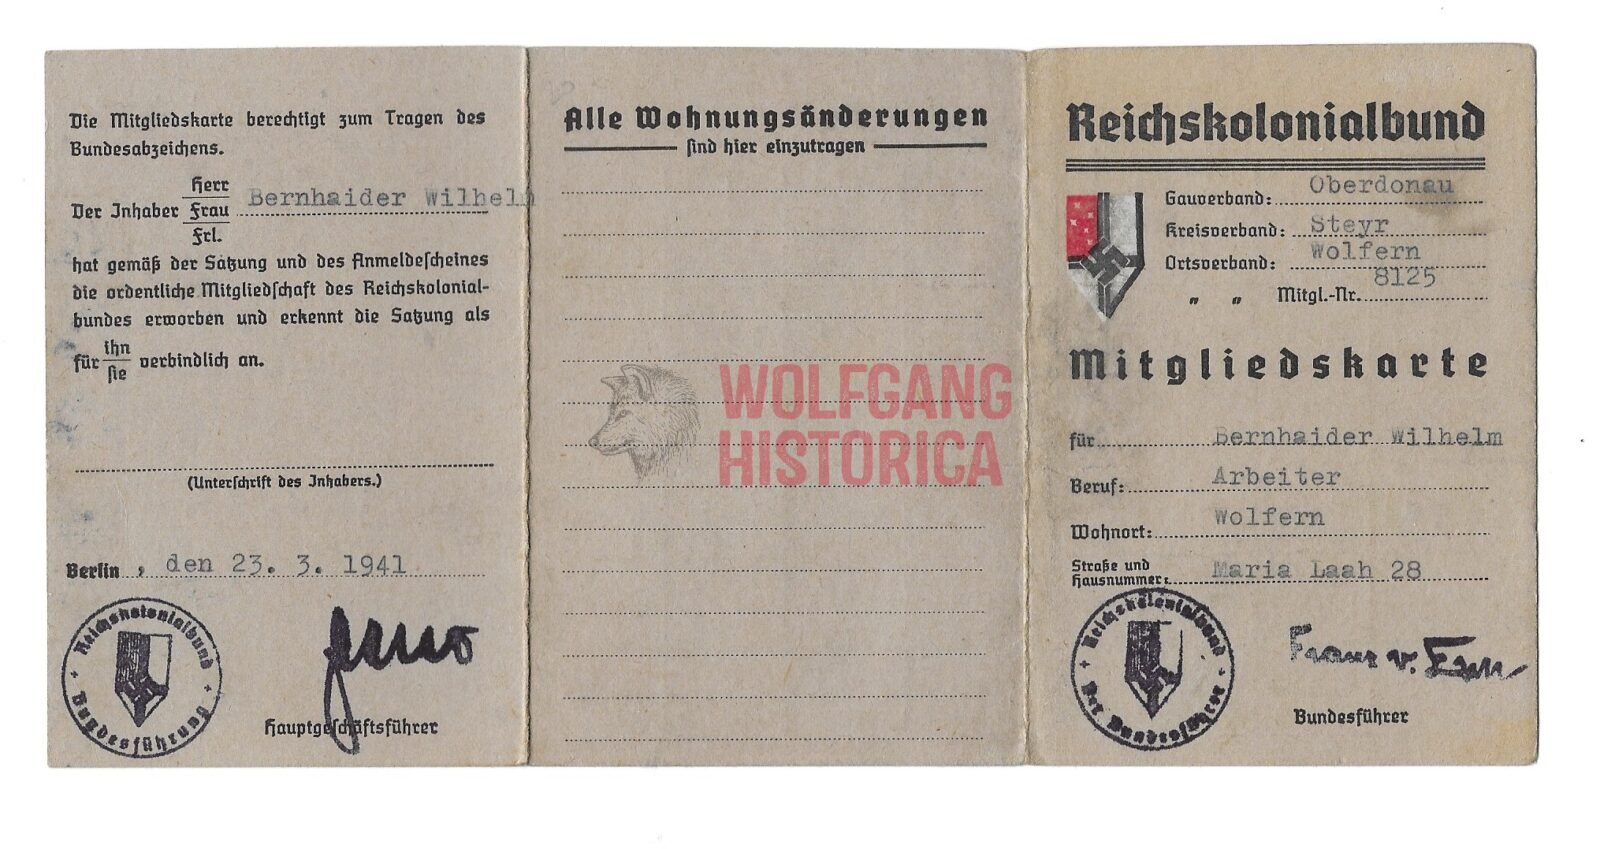 Die Mitgliedskarte berechtigt zum Tragen des
Bundesabzeichens.
Herr
Der Inhaber Frau Bernhaider Wilhelm
Frl.
hat gemäß der Satzung und des Anmeldescheines
die ordentliche Mitgliedschaft des Reichskolonial-
bundes erworben und erkennt die Satzung als
für ihn verbindlich an.
sie
(Unterschrift des Inhabers.)
Berlin, den 23. 3. 1941
Reichskolonialbund
Bundesführung
Hauptgeschäftsführer
Alle Wohnungsänderungen
sind hier einzutragen
WOLFGANG
HISTORICA
Reichskolonialbund
Gauverband: Oberdonau
Kreisverband: Steyr
Ortsverband: Wolfern
" " Mitgl.-Nr. 8125
Mitgliedskarte
für Bernhaider Wilhelm
Beruf: Arbeiter
Wohnort: Wolfern
Straße und
Hausnummer: Maria Laah 28
Reichskolonialbund
Der Bundesführer
Franz v.
Bundesführer